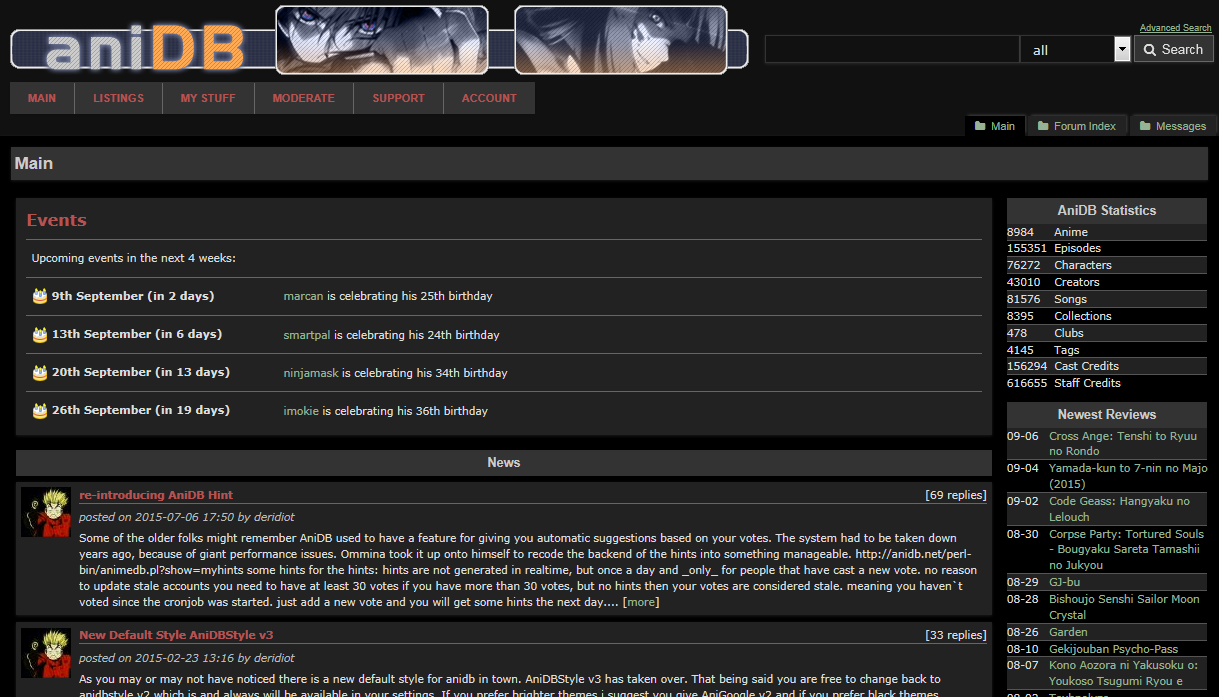 aniDB
Advanced Search
all
Search
MAIN
LISTINGS
MY STUFF
MODERATE
SUPPORT
ACCOUNT
Main
Forum Index
Messages
Main
Events
Upcoming events in the next 4 weeks:
9th September (in 2 days) marcan is celebrating his 25th birthday
13th September (in 6 days) smartpal is celebrating his 24th birthday
20th September (in 13 days) ninjamask is celebrating his 34th birthday
26th September (in 19 days) imokie is celebrating his 36th birthday
News
re-introducing AniDB Hint [69 replies]
posted on 2015-07-06 17:50 by deridiot
Some of the older folks might remember AniDB used to have a feature for giving you automatic suggestions based on your votes. The system had to be taken down
years ago, because of giant performance issues. Ommina took it up onto himself to recode the backend of the hints into something manageable. http://anidb.net/perl-
bin/animedb.pl?show=myhints some hints for the hints: hints are not generated in realtime, but once a day and _only_ for people that have cast a new vote. no reason
to update stale accounts you need to have at least 30 votes if you have more than 30 votes, but no hints then your votes are considered stale. meaning you haven`t
voted since the cronjob was started. just add a new vote and you will get some hints the next day.... [more]
New Default Style AniDBStyle v3 [33 replies]
posted on 2015-02-23 13:16 by deridiot
As you may or may not have noticed there is a new default style for anidb in town. AniDBStyle v3 has taken over. That being said you are free to change back to
anidbstyle v2 which is and always will be available in your settings. If you prefer brighter themes i suggest you give AniGoogle v2 and if you prefer black themes
AniDB Statistics
8984 Anime
155351 Episodes
76272 Characters
43010 Creators
81576 Songs
8395 Collections
478 Clubs
4145 Tags
156294 Cast Credits
616655 Staff Credits
Newest Reviews
09-06 Cross Ange: Tenshi to Ryuu
no Rondo
09-04 Yamada-kun to 7-nin no Majo
(2015)
09-02 Code Geass: Hangyaku no
Lelouch
08-30 Corpse Party: Tortured Souls
- Bougyaku Sareta Tamashii
no Jukyou
08-29 GJ-bu
08-28 Bishoujo Senshi Sailor Moon
Crystal
08-26 Garden
08-10 Gekijouban Psycho-Pass
08-07 Kono Aozora ni Yakusoku o:
Youkoso Tsugumi Ryou e